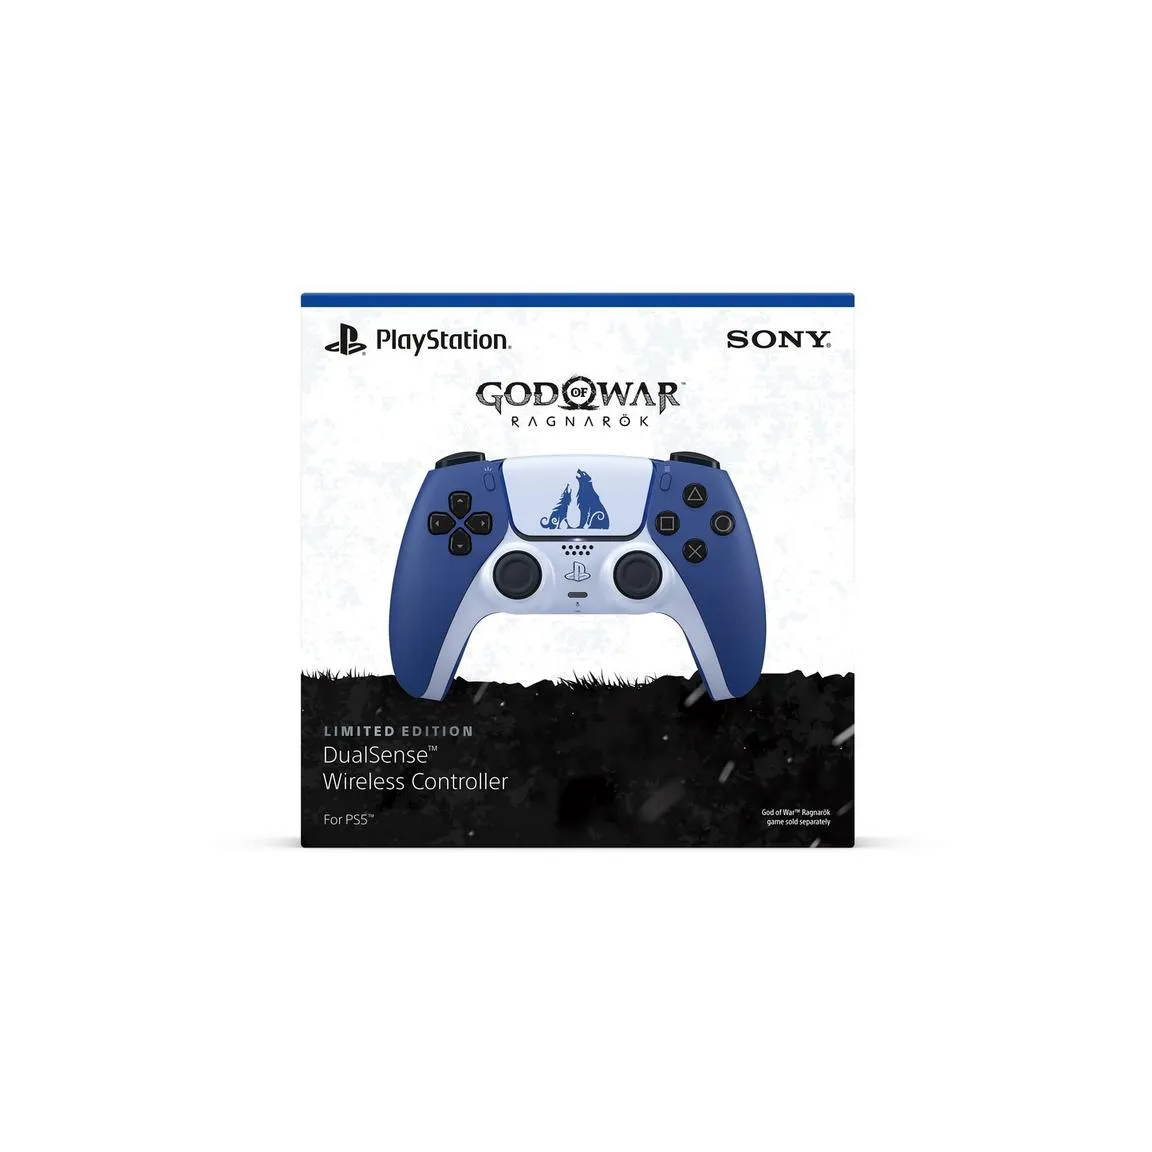 PlayStation®
SONY®
GOD OF WAR™
RAGNARÖK
LIMITED EDITION
DualSense™
Wireless Controller
For PS5™
God of War™ Ragnarök
game sold separately